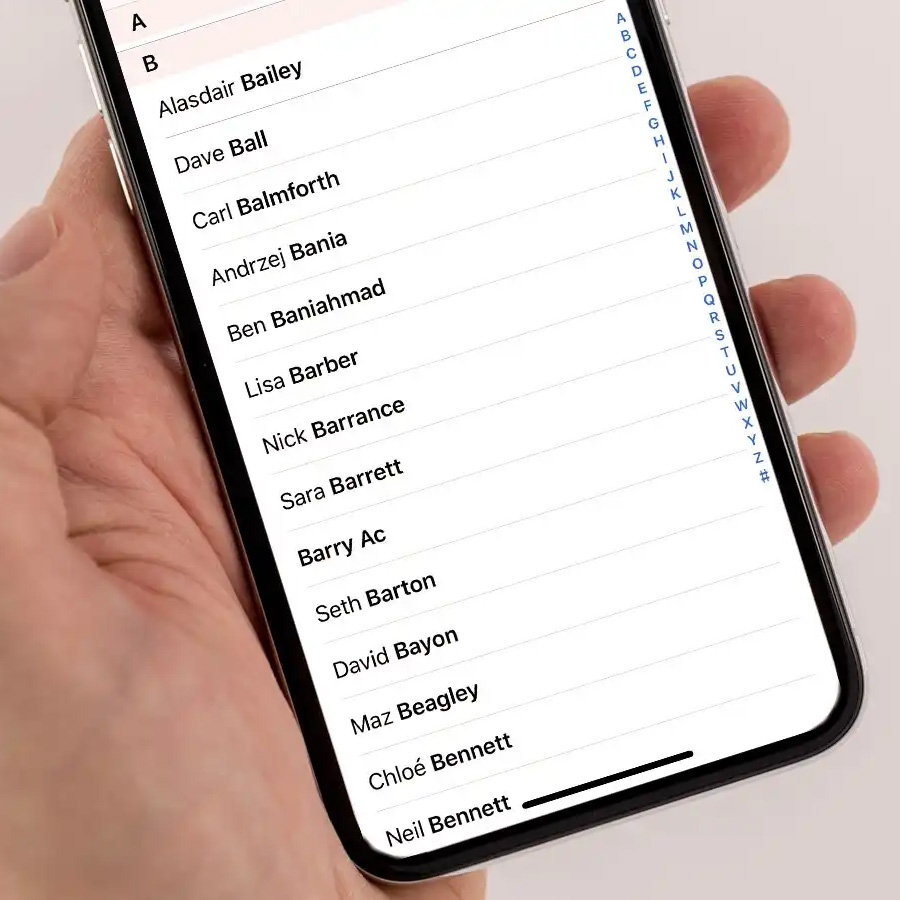 A
B
Alasdair Bailey
Dave Ball
Carl Balmforth
Andrzej Bania
Ben Baniahmad
Lisa Barber
Nick Barrance
Sara Barrett
Barry Ac
Seth Barton
David Bayon
Maz Beagley
Chloé Bennett
Neil Bennett
A
B
C
D
E
F
G
H
I
J
K
L
M
N
O
P
Q
R
S
T
U
V
W
X
Y
Z
#